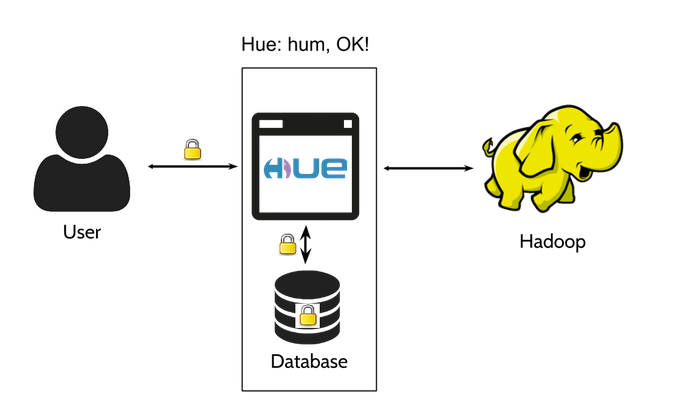 Hue: hum, OK!
HUE
User
Hadoop
Database